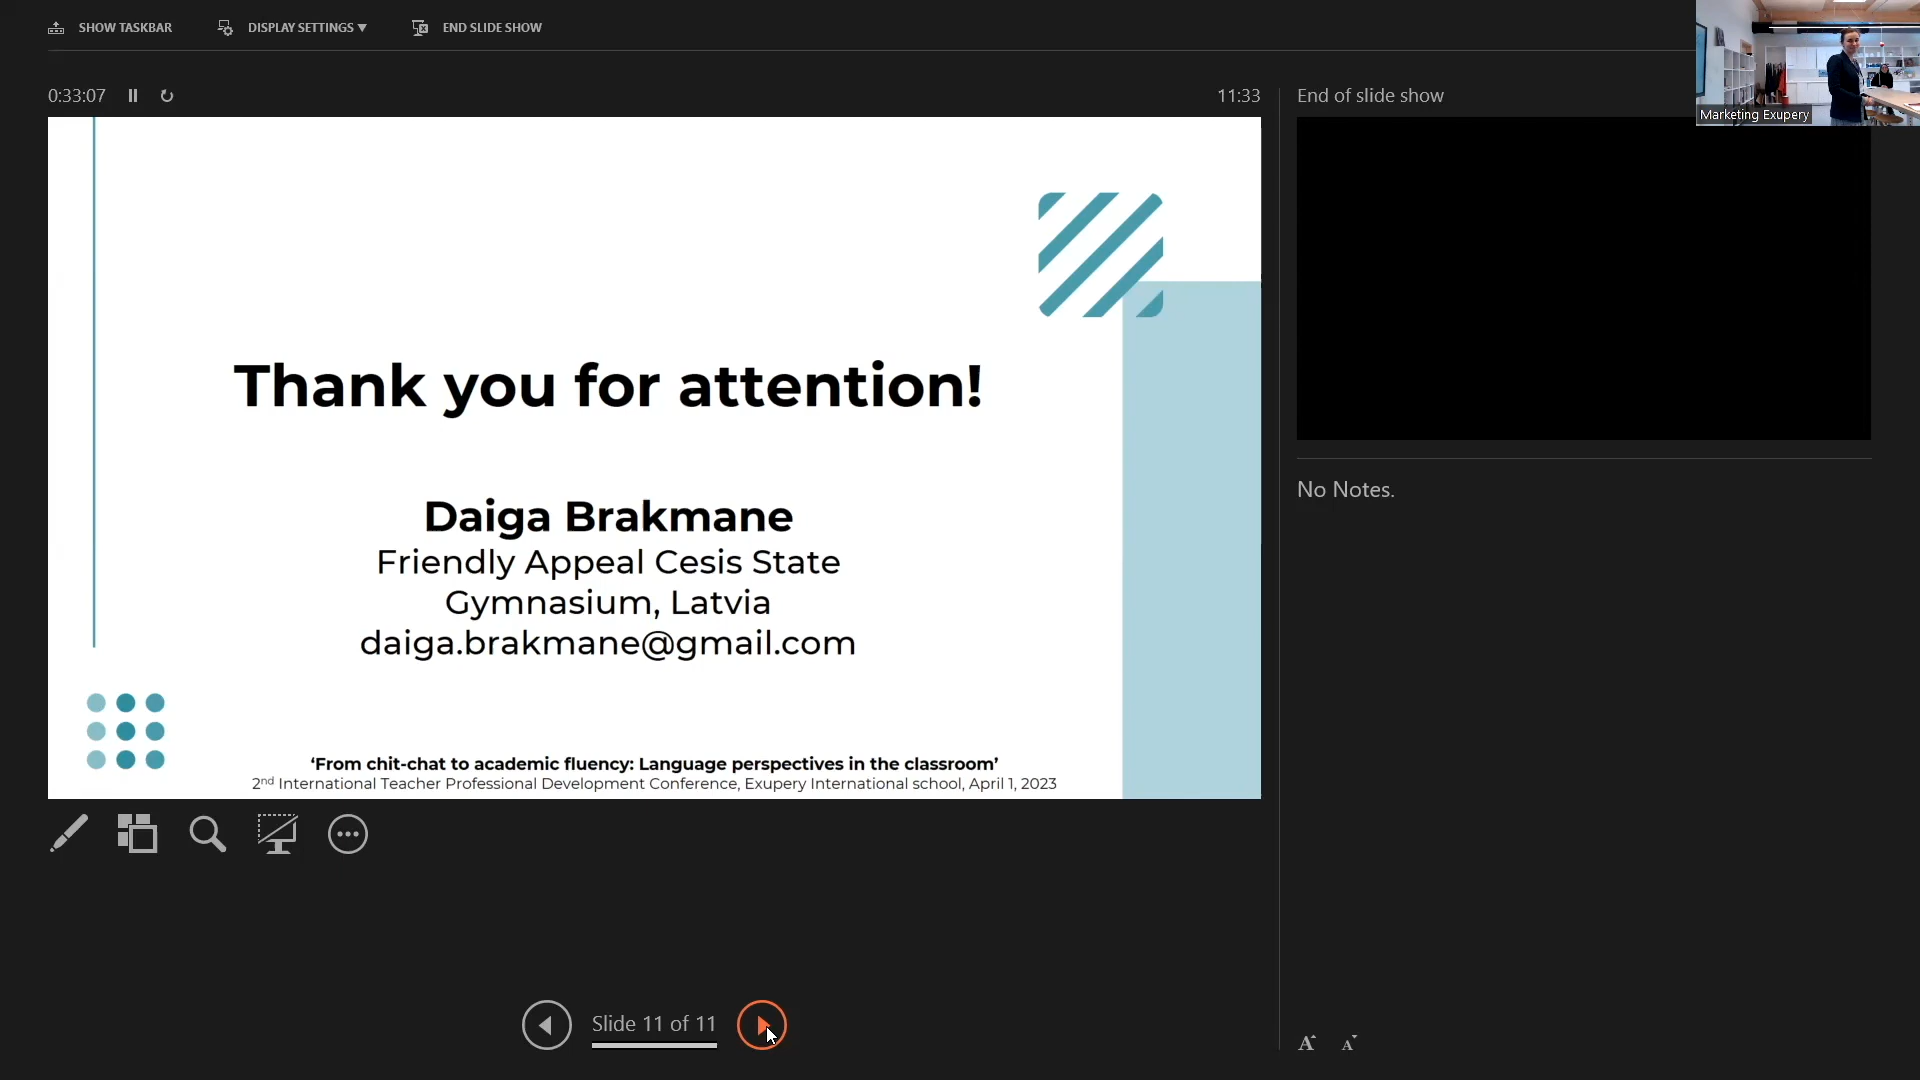 SHOW TASKBAR
DISPLAY SETTINGS
END SLIDE SHOW
0:33:07
11:33
End of slide show
Marketing Exupery
Thank you for attention!
Daiga Brakmane
Friendly Appeal Cesis State
Gymnasium, Latvia
daiga.brakmane@gmail.com
‘From chit-chat to academic fluency: Language perspectives in the classroom’
2nd International Teacher Professional Development Conference, Exupery International school, April 1, 2023
No Notes.
Slide 11 of 11
A A